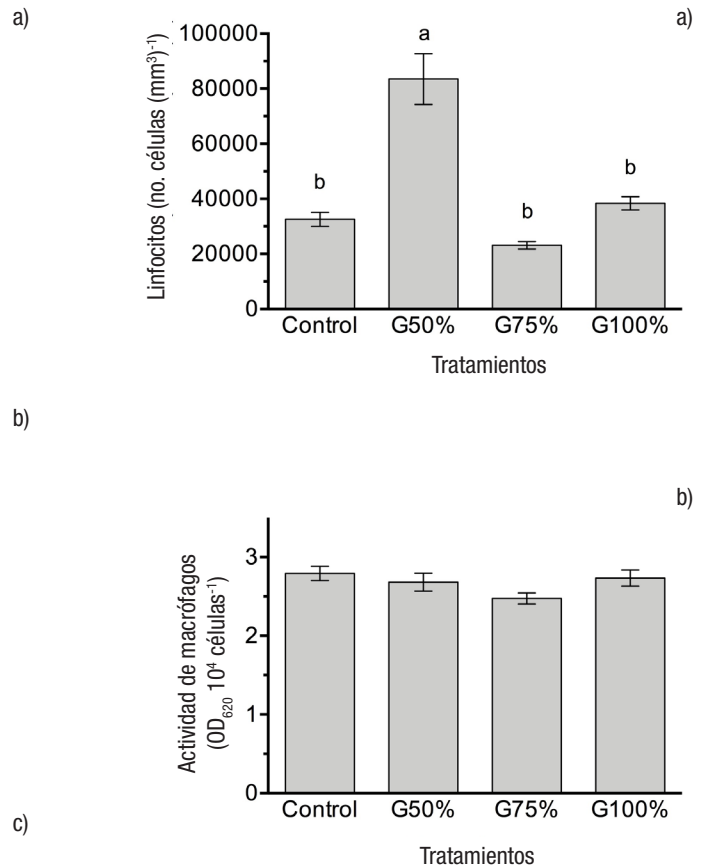 a)
a)
Linfocitos (no. células (mm³)⁻¹)
100000
80000
60000
40000
20000
0
a
b
b
b
Control G50% G75% G100%
Tratamientos
b)
b)
Actividad de macrófagos
(OD₆₂₀ 10⁴ células⁻¹)
3
2
1
0
Control G50% G75% G100%
Tratamientos
c)